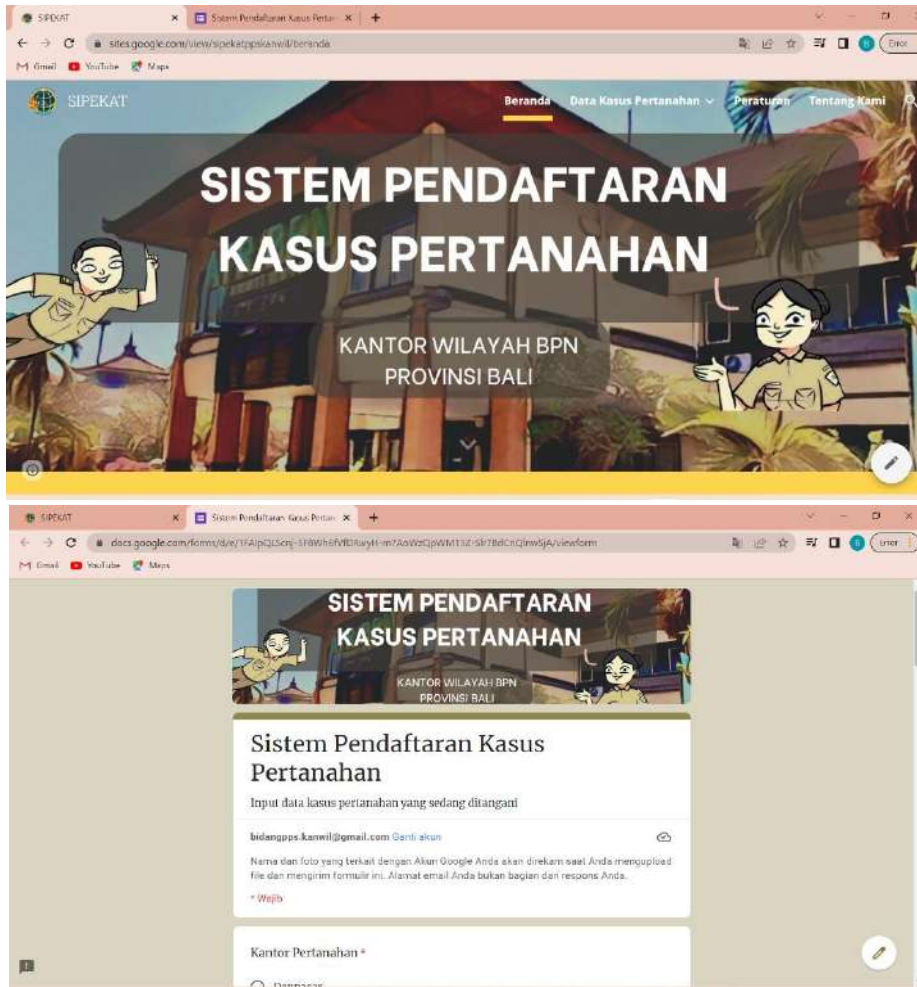 SIPEKAT
Sistem Pendaftaran Kasus Pertan
sites.google.com/view/sipekatppskanwil/beranda
Error
Gmail YouTube Maps
SIPEKAT
Beranda Data Kasus Pertanahan Peraturan Tentang Kami
SISTEM PENDAFTARAN
KASUS PERTANAHAN
KANTOR WILAYAH BPN
PROVINSI BALI
SIPEKAT
Sistem Pendaftaran Kasus Pertan
Error
Gmail YouTube Maps
SISTEM PENDAFTARAN
KASUS PERTANAHAN
KANTOR WILAYAH BPN
PROVINSI BALI
Sistem Pendaftaran Kasus
Pertanahan
Input data kasus pertanahan yang sedang ditangani
bidangpps.kanwil@gmail.com Ganti akun
Nama dan foto yang terkait dengan Akun Google Anda akan direkam saat Anda mengupload
file dan mengirim formulir ini. Alamat email Anda bukan bagian dari respons Anda.
* Wajib
Kantor Pertanahan *
Denpasar